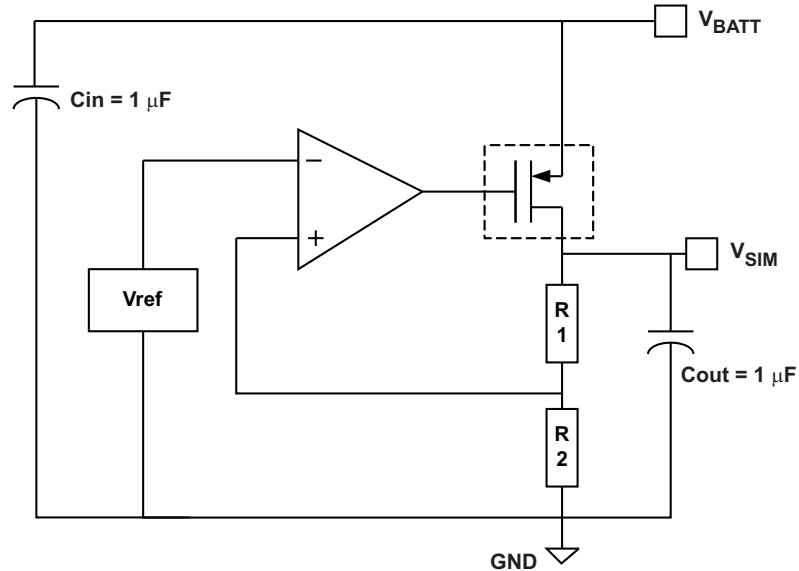 V_BATT
Cin = 1 μF
−
+
Vref
V_SIM
R
1
Cout = 1 μF
R
2
GND